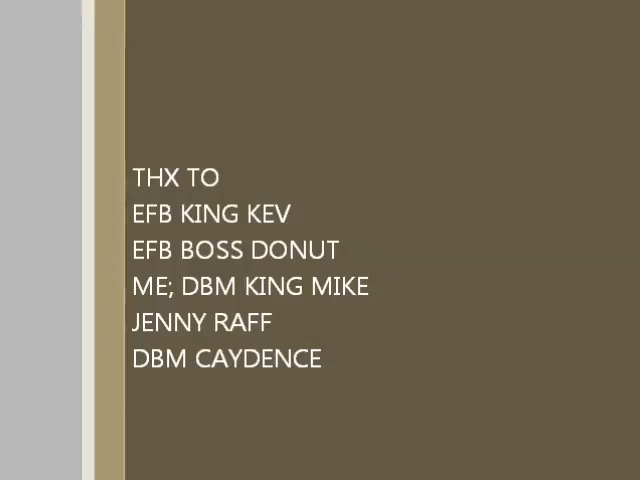 THX TO
EFB KING KEV
EFB BOSS DONUT
ME; DBM KING MIKE
JENNY RAFF
DBM CAYDENCE